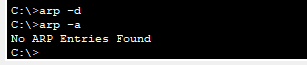 C:\>arp -d
C:\>arp -a
No ARP Entries Found
C:\>